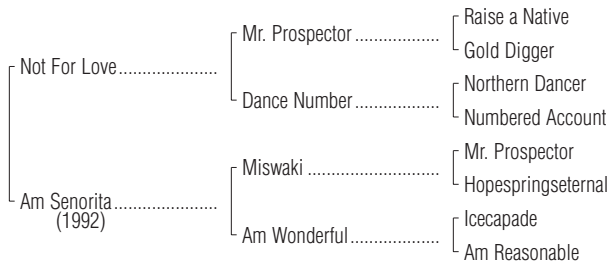 Raise a Native
Mr. Prospector ..................
Gold Digger
Not For Love.....................
Northern Dancer
Dance Number ..................
Numbered Account
Mr. Prospector
Miswaki ............................
Hopespringseternal
Am Senorita......................
(1992)
Icecapade
Am Wonderful...................
Am Reasonable